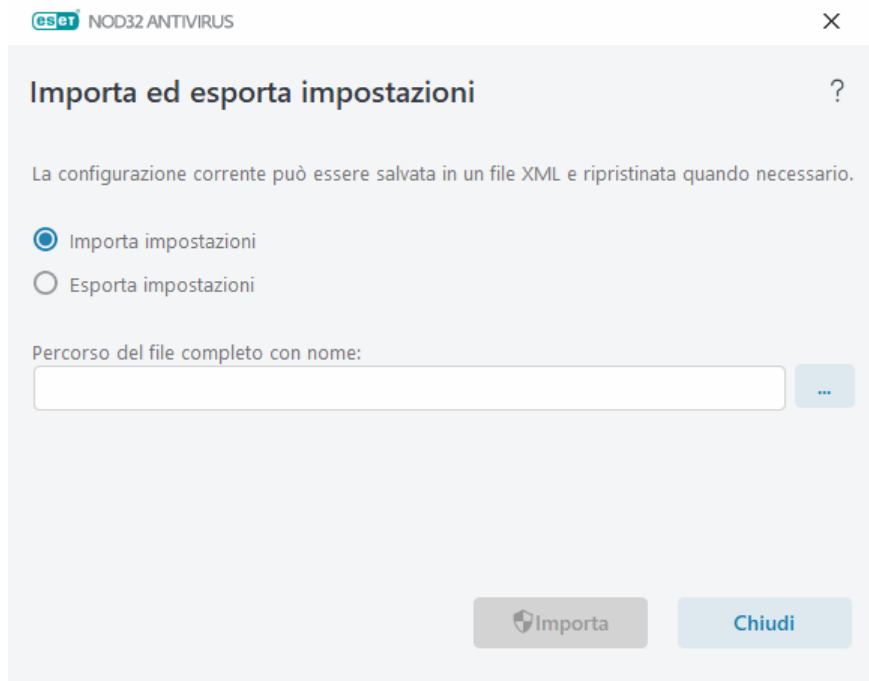 eset NOD32 ANTIVIRUS
Importa ed esporta impostazioni
?
La configurazione corrente può essere salvata in un file XML e ripristinata quando necessario.
Importa impostazioni
Esporta impostazioni
Percorso del file completo con nome:
...
Importa
Chiudi